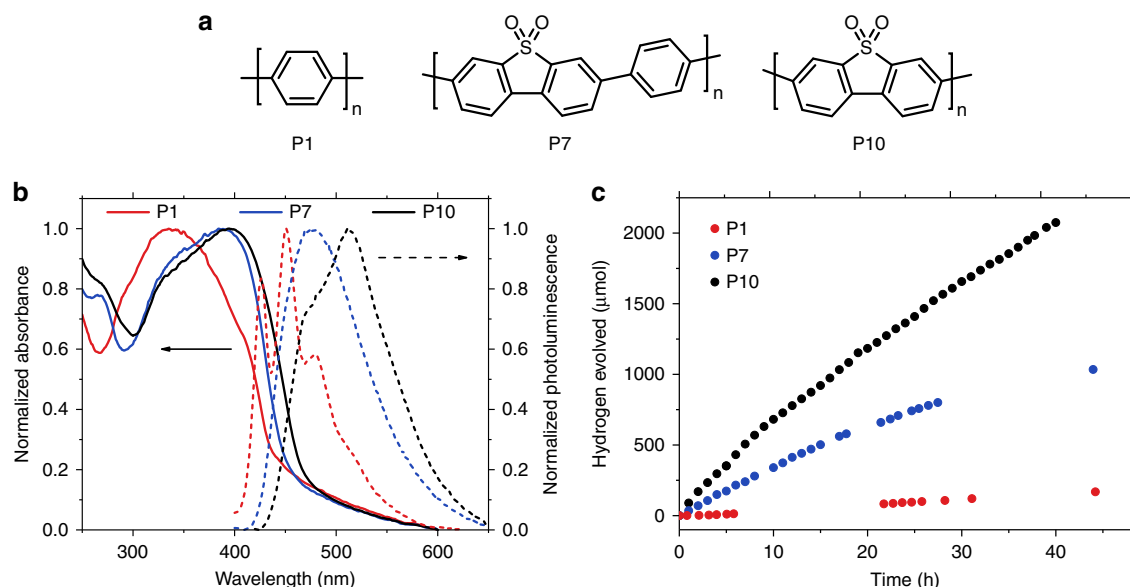 a
O O
S
n
P1
O O
S
n
P7
O O
S
n
P10
b
P1 P7 P10
1.0
0.8
0.6
0.4
0.2
0.0
Normalized absorbance
300 400 500 600
Wavelength (nm)
1.0
0.8
0.6
0.4
0.2
0.0
Normalized photoluminescence
c
P1
P7
P10
2000
1500
1000
500
0
Hydrogen evolved (μmol)
0 10 20 30 40
Time (h)